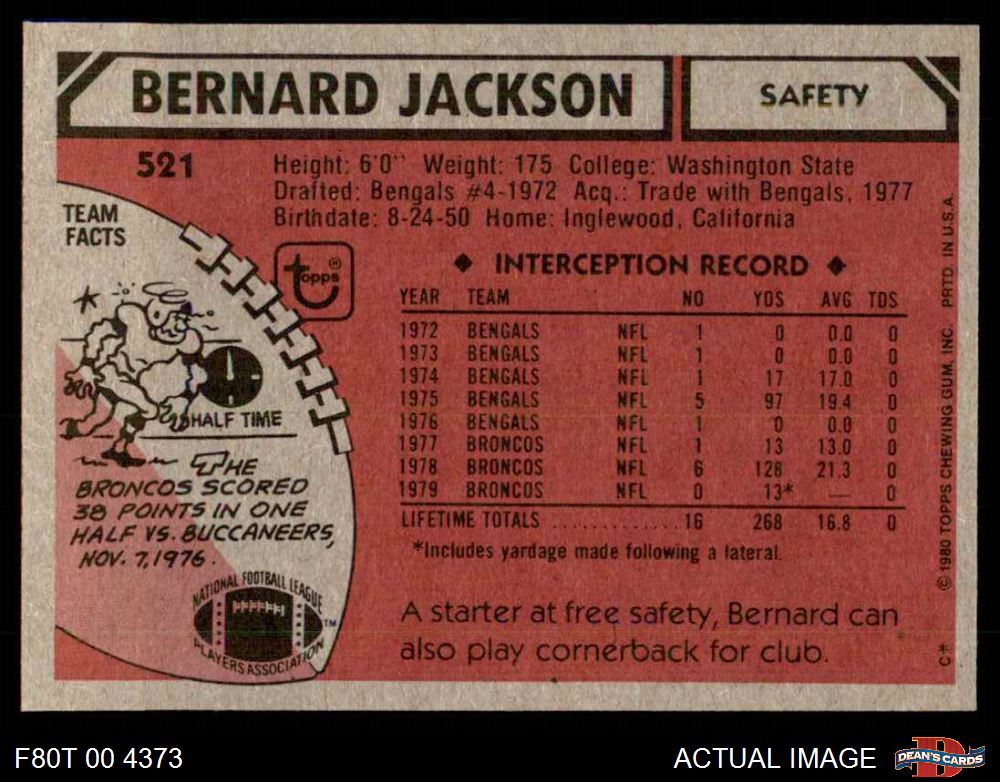 BERNARD JACKSON
SAFETY
521
Height: 6'0" Weight: 175 College: Washington State
Drafted: Bengals #4-1972 Acq.: Trade with Bengals, 1977
Birthdate: 8-24-50 Home: Inglewood, California
TEAM
FACTS
topps®
◆ INTERCEPTION RECORD ◆
YEAR TEAM NO YDS AVG TDS
1972 BENGALS NFL 1 0 0.0 0
1973 BENGALS NFL 1 0 0.0 0
1974 BENGALS NFL 1 17 17.0 0
1975 BENGALS NFL 5 97 19.4 0
1976 BENGALS NFL 1 0 0.0 0
1977 BRONCOS NFL 1 13 13.0 0
1978 BRONCOS NFL 6 128 21.3 0
1979 BRONCOS NFL 0 13* — 0
LIFETIME TOTALS ............. 16 268 16.8 0
*Includes yardage made following a lateral.
HALF TIME
THE
BRONCOS SCORED
38 POINTS IN ONE
HALF VS. BUCCANEERS,
NOV. 7, 1976.
NATIONAL FOOTBALL LEAGUE
PLAYERS ASSOCIATION
TM
A starter at free safety, Bernard can
also play cornerback for club.
C* © 1980 TOPPS CHEWING GUM, INC. PRTD. IN U.S.A.
F80T 00 4373
ACTUAL IMAGE
D
DEAN'S CARDS